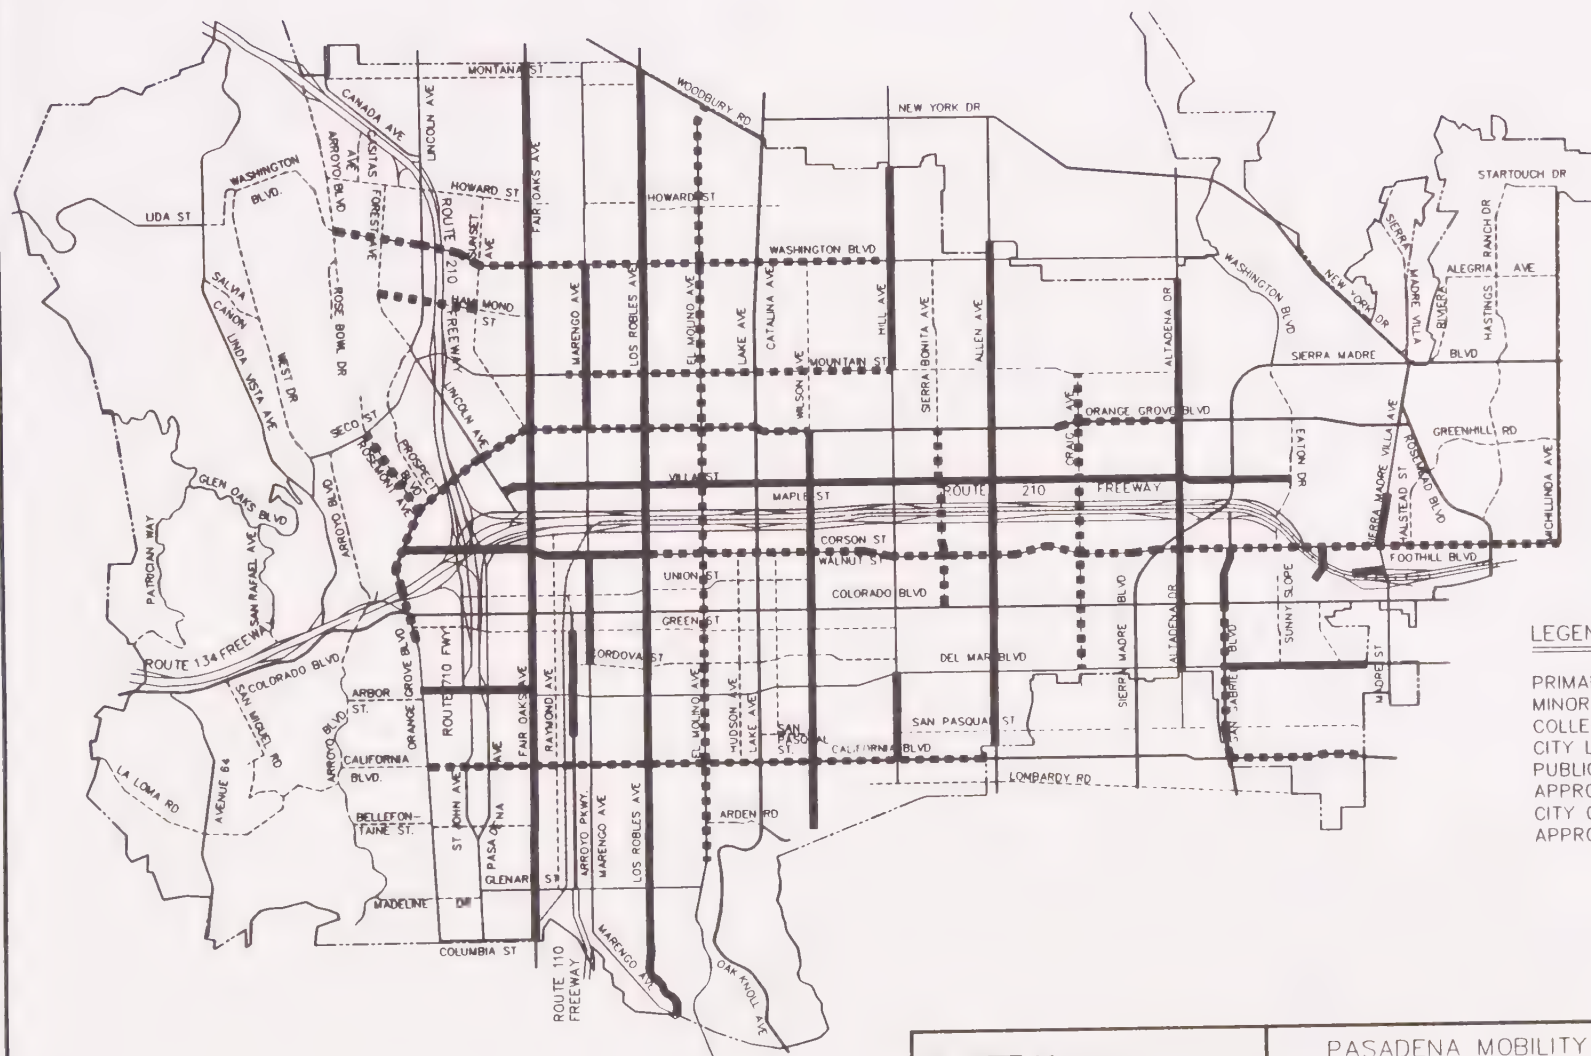 MONTANA ST
WOODBURY RD
NEW YORK DR
CANADA AVE
LINCOLN AVE
CASITAS AVE
ARROYO BLVD
FOREST AVE
WASHINGTON BLVD.
HOWARD ST
HOWARD ST
FAIR OAKS AVE
STARTOUCH DR
LIDA ST
ROUTE 210 FREEWAY
SUNSET AVE
WASHINGTON BLVD
SIERRA MADRE VILLA
RIVIERA
HASTINGS RANCH DR
ALEGRIA AVE
WASHINGTON BLVD
NEW YORK DR
SALVIA CANON
LINDA VISTA AVE
WEST DR
ROSE BOWL DR
HAMMOND ST
MARENGO AVE
LOS ROBLES AVE
EL MOLINO AVE
LAKE AVE
CATALINA AVE
WILSON AVE
HILL AVE
SIERRA BONITA AVE
ALLEN AVE
ALTADENA DR
MOUNTAIN ST
SIERRA MADRE BLVD
LINCOLN AVE
SECO ST
ROSEMONT AVE
PROSPECT BLVD
ARROYO BLVD
CRAIG AVE
ORANGE GROVE BLVD
EATON DR
GREENHILL RD
SIERRA MADRE VILLA AVE
HALSTEAD ST
ROSEMEAD BLVD
MICHILINDA AVE
GLEN OAKS BLVD
PATRICIAN WAY
SAN RAFAEL AVE
VILLA ST
MAPLE ST
ROUTE 210 FREEWAY
CORSON ST
WALNUT ST
FOOTHILL BLVD
UNION ST
COLORADO BLVD
GREEN ST
CORDOVA ST
DEL MAR BLVD
SIERRA MADRE BLVD
ALTADENA DR
SAN GABRIEL BLVD
SUNNY SLOPE
MADRE ST
ROUTE 134 FREEWAY
COLORADO BLVD
SAN MIGUEL RD
ARBOR ST.
ORANGE GROVE BLVD
ROUTE 710 FWY
FAIR OAKS AVE
RAYMOND AVE
EL MOLINO AVE
HUDSON AVE
LAKE AVE
SAN PASQUAL ST.
SAN PASQUAL ST
CALIFORNIA BLVD
LOMBARDY RD
LA LOMA RD
AVENUE 64
ARROYO BLVD
CALIFORNIA BLVD.
BELLEFON-
TAINE ST.
ST JOHN AVE
PASADENA AVE
ARROYO PKWY.
MARENGO AVE
LOS ROBLES AVE
ARDEN RD
GLENARM ST
MADELINE DR
COLUMBIA ST
ROUTE 110 FREEWAY
MARENGO AVE
OAK KNOLL AVE
LEGEN
PRIMA
MINOR
COLLE
CITY L
PUBLIC
APPRO
CITY C
APPRO
PASADENA MOBILITY